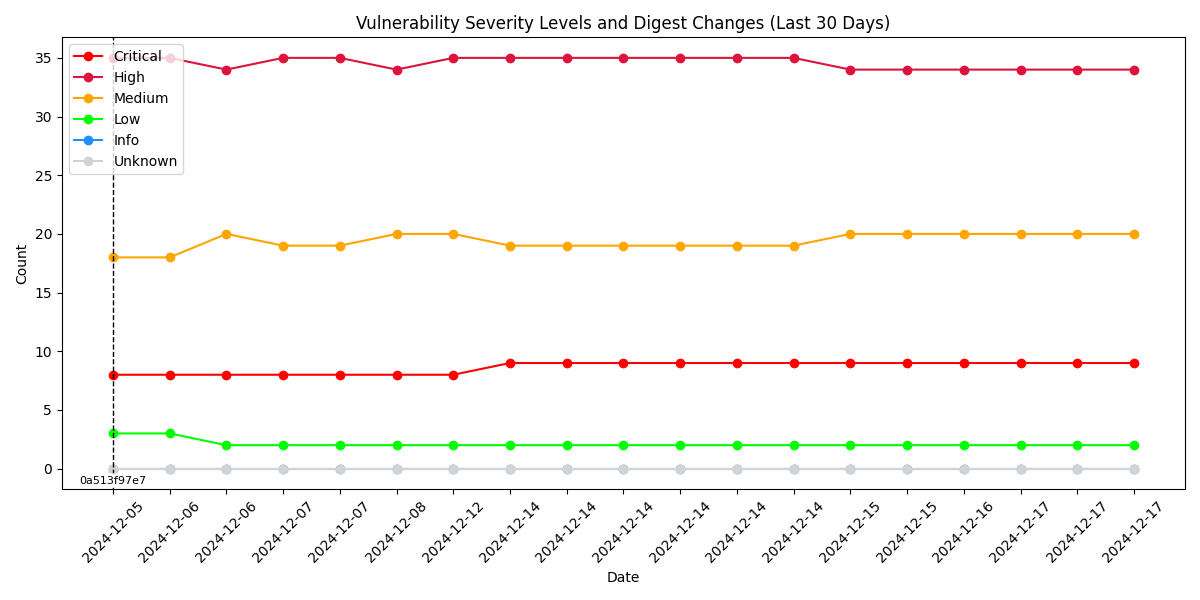 Vulnerability Severity Levels and Digest Changes (Last 30 Days)
Count
35
30
25
20
15
10
5
0
Critical
High
Medium
Low
Info
Unknown
0a513f97e7
2024-12-05
2024-12-06
2024-12-06
2024-12-07
2024-12-07
2024-12-08
2024-12-12
2024-12-14
2024-12-14
2024-12-14
2024-12-14
2024-12-14
2024-12-14
2024-12-15
2024-12-15
2024-12-16
2024-12-17
2024-12-17
2024-12-17
Date